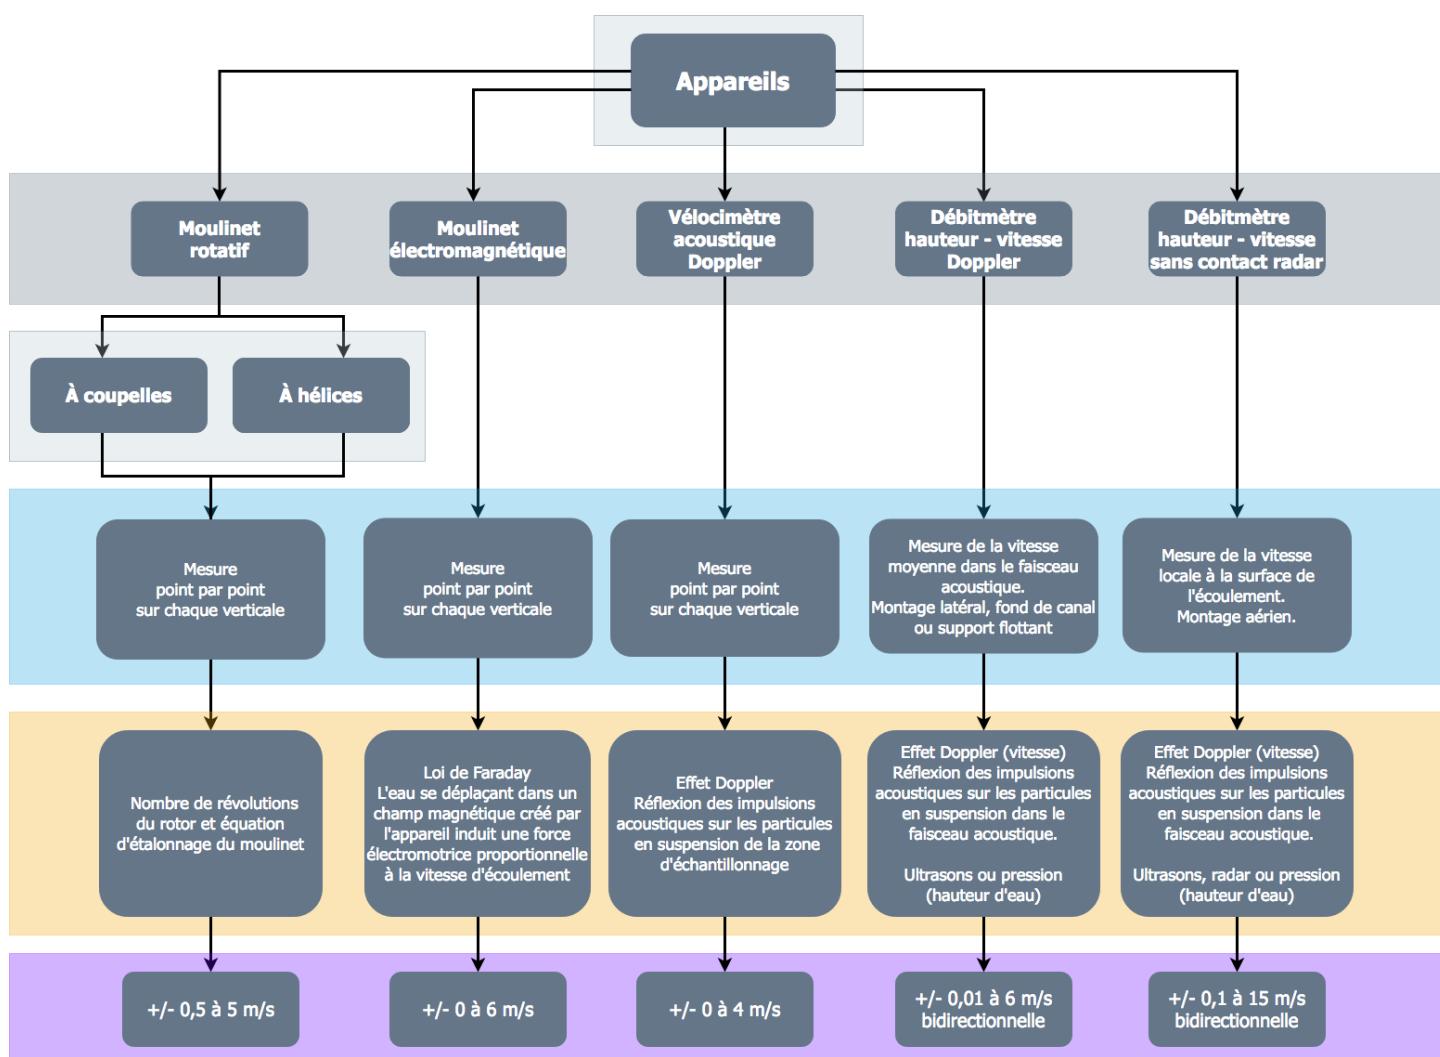 Appareils
Moulinet
rotatif
Moulinet
électromagnétique
Vélocimètre
acoustique
Doppler
Débitmètre
hauteur - vitesse
Doppler
Débitmètre
hauteur - vitesse
sans contact radar
À coupelles
À hélices
Mesure
point par point
sur chaque verticale
Mesure
point par point
sur chaque verticale
Mesure
point par point
sur chaque verticale
Mesure de la vitesse
moyenne dans le faisceau
acoustique.
Montage latéral, fond de canal
ou support flottant
Mesure de la vitesse
locale à la surface de
l'écoulement.
Montage aérien.
Nombre de révolutions
du rotor et équation
d'étalonnage du moulinet
Loi de Faraday
L'eau se déplaçant dans un
champ magnétique créé par
l'appareil induit une force
électromotrice proportionnelle
à la vitesse d'écoulement
Effet Doppler
Réflexion des impulsions
acoustiques sur les particules
en suspension de la zone
d'échantillonnage
Effet Doppler (vitesse)
Réflexion des impulsions
acoustiques sur les particules
en suspension dans le
faisceau acoustique.
Ultrasons ou pression
(hauteur d'eau)
Effet Doppler (vitesse)
Réflexion des impulsions
acoustiques sur les particules
en suspension dans le
faisceau acoustique.
Ultrasons, radar ou pression
(hauteur d'eau)
+/- 0,5 à 5 m/s
+/- 0 à 6 m/s
+/- 0 à 4 m/s
+/- 0,01 à 6 m/s
bidirectionnelle
+/- 0,1 à 15 m/s
bidirectionnelle